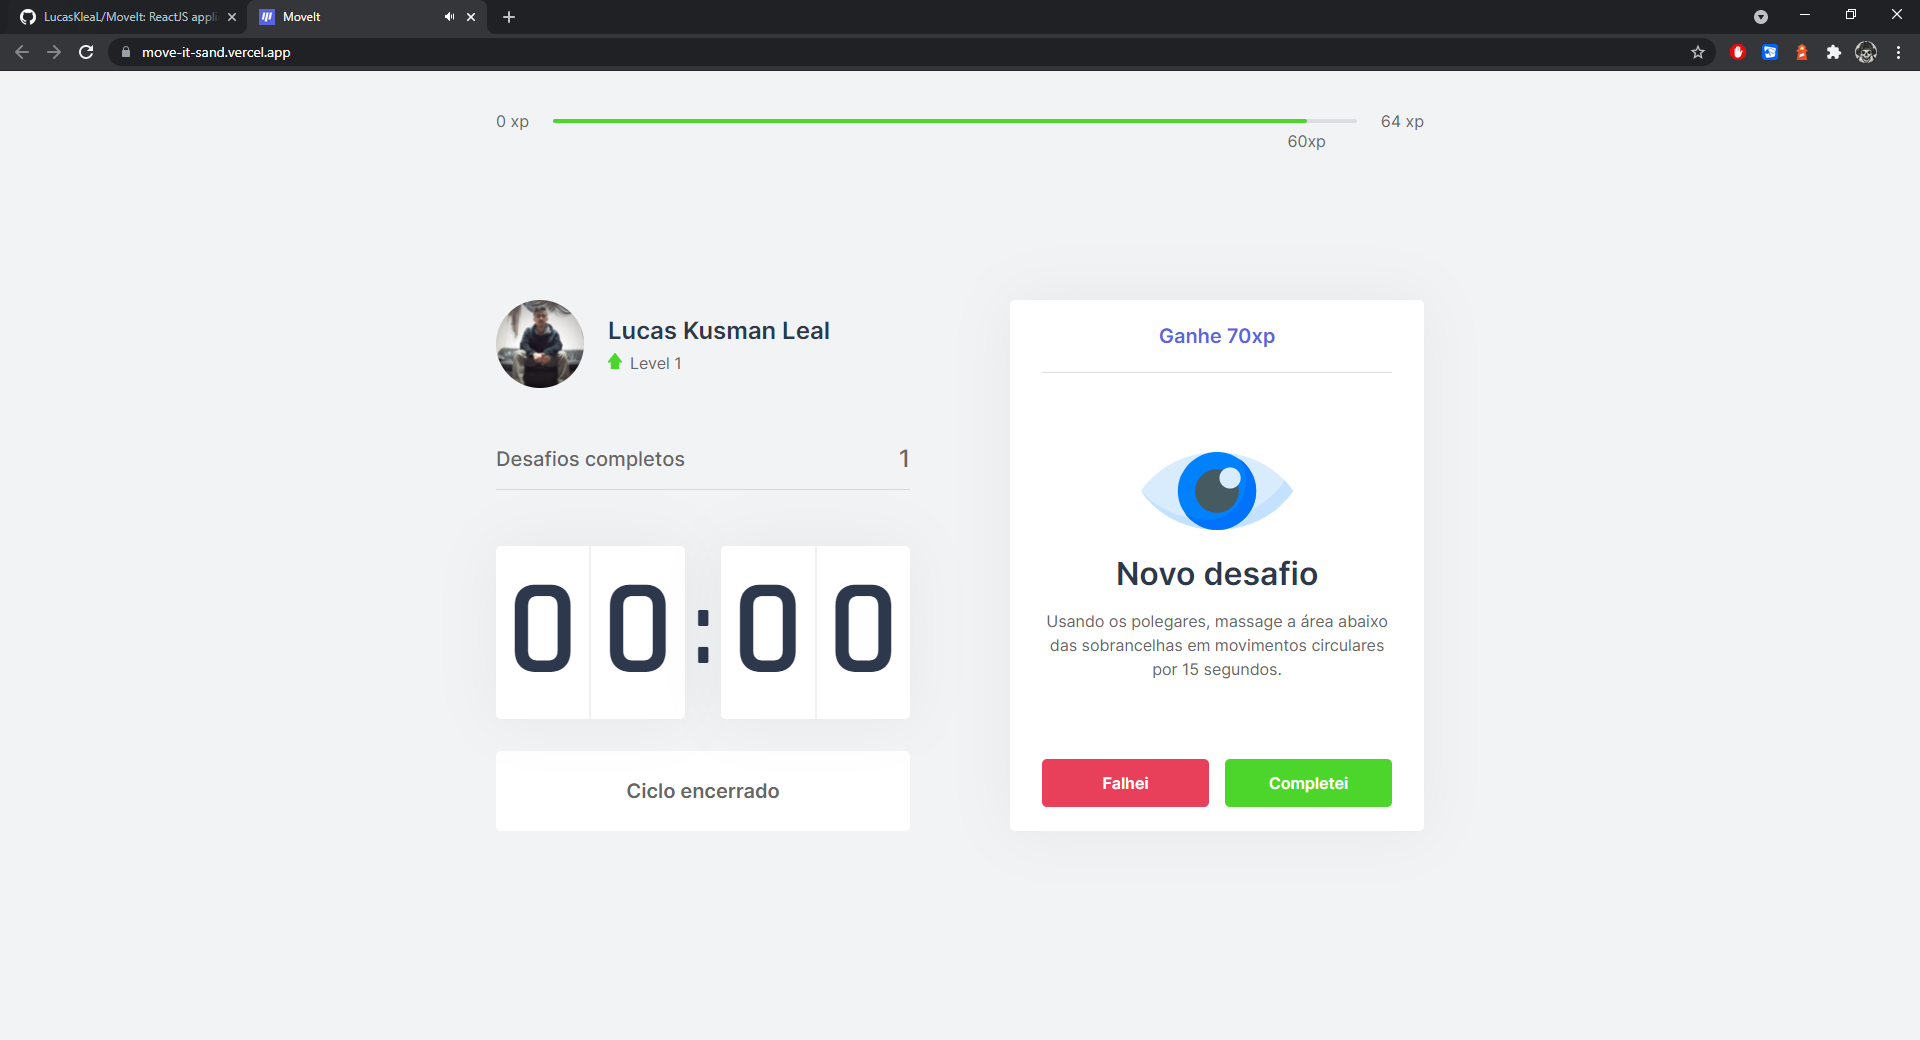 LucasKleaL/MoveIt: ReactJS appli
MoveIt
move-it-sand.vercel.app
0 xp
64 xp
60xp
Lucas Kusman Leal
Level 1
Desafios completos
1
00:00
Ciclo encerrado
Ganhe 70xp
Novo desafio
Usando os polegares, massage a área abaixo
das sobrancelhas em movimentos circulares
por 15 segundos.
Falhei
Completei